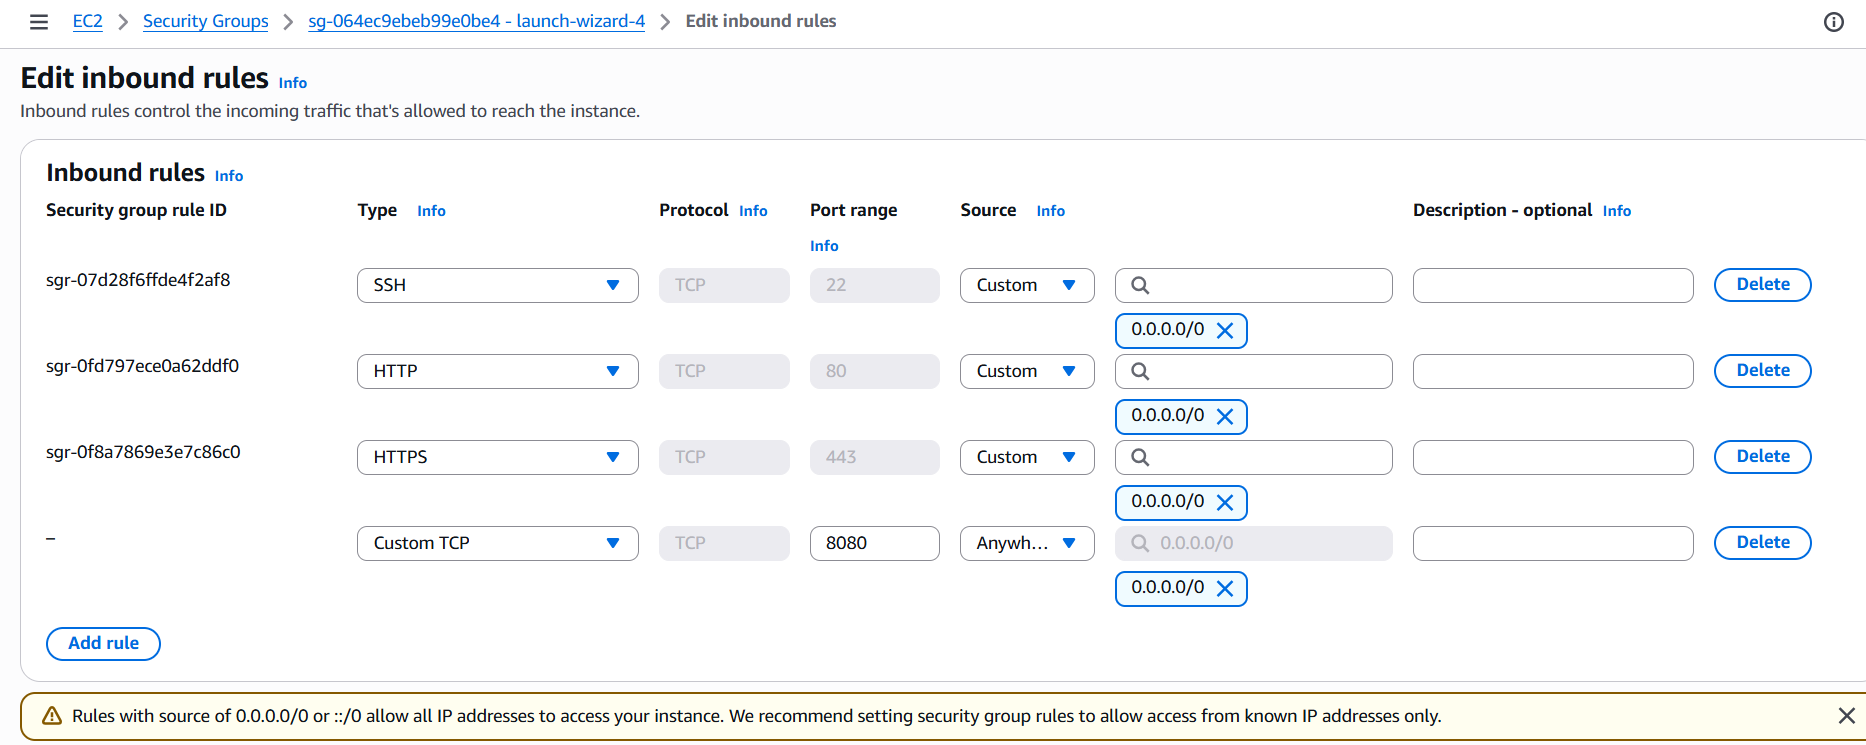 EC2 > Security Groups > sg-064ec9ebeb99e0be4 - launch-wizard-4 > Edit inbound rules
Edit inbound rules Info
Inbound rules control the incoming traffic that's allowed to reach the instance.
Inbound rules Info
Security group rule ID Type Info Protocol Info Port range Source Info Description - optional Info
Info
sgr-07d28f6ffde4f2af8 SSH TCP 22 Custom Delete
0.0.0.0/0
sgr-0fd797ece0a62ddf0 HTTP TCP 80 Custom Delete
0.0.0.0/0
sgr-0f8a7869e3e7c86c0 HTTPS TCP 443 Custom Delete
0.0.0.0/0
– Custom TCP TCP 8080 Anywh... 0.0.0.0/0 Delete
0.0.0.0/0
Add rule
Rules with source of 0.0.0.0/0 or ::/0 allow all IP addresses to access your instance. We recommend setting security group rules to allow access from known IP addresses only.